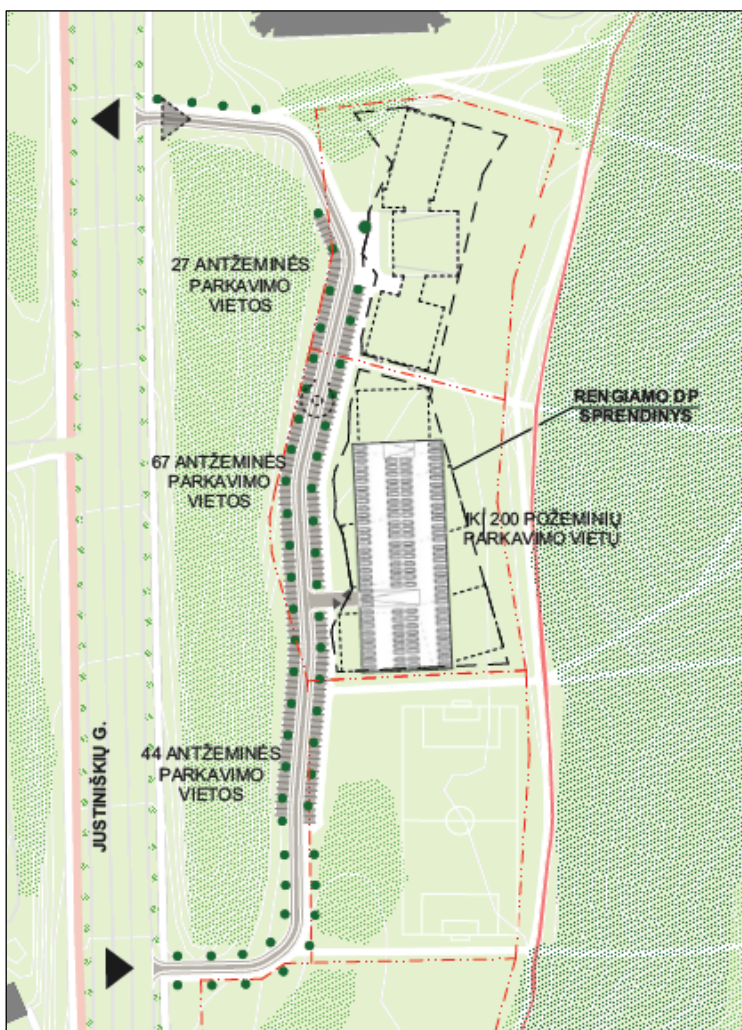 27 ANTŽEMINĖS
PARKAVIMO
VIETOS
RENGIAMO DP
SPRENDINYS
67 ANTŽEMINĖS
PARKAVIMO
VIETOS
IKI 200 POŽEMINIŲ
PARKAVIMO VIETŲ
44 ANTŽEMINĖS
PARKAVIMO
VIETOS
JUSTINIŠKIŲ G.